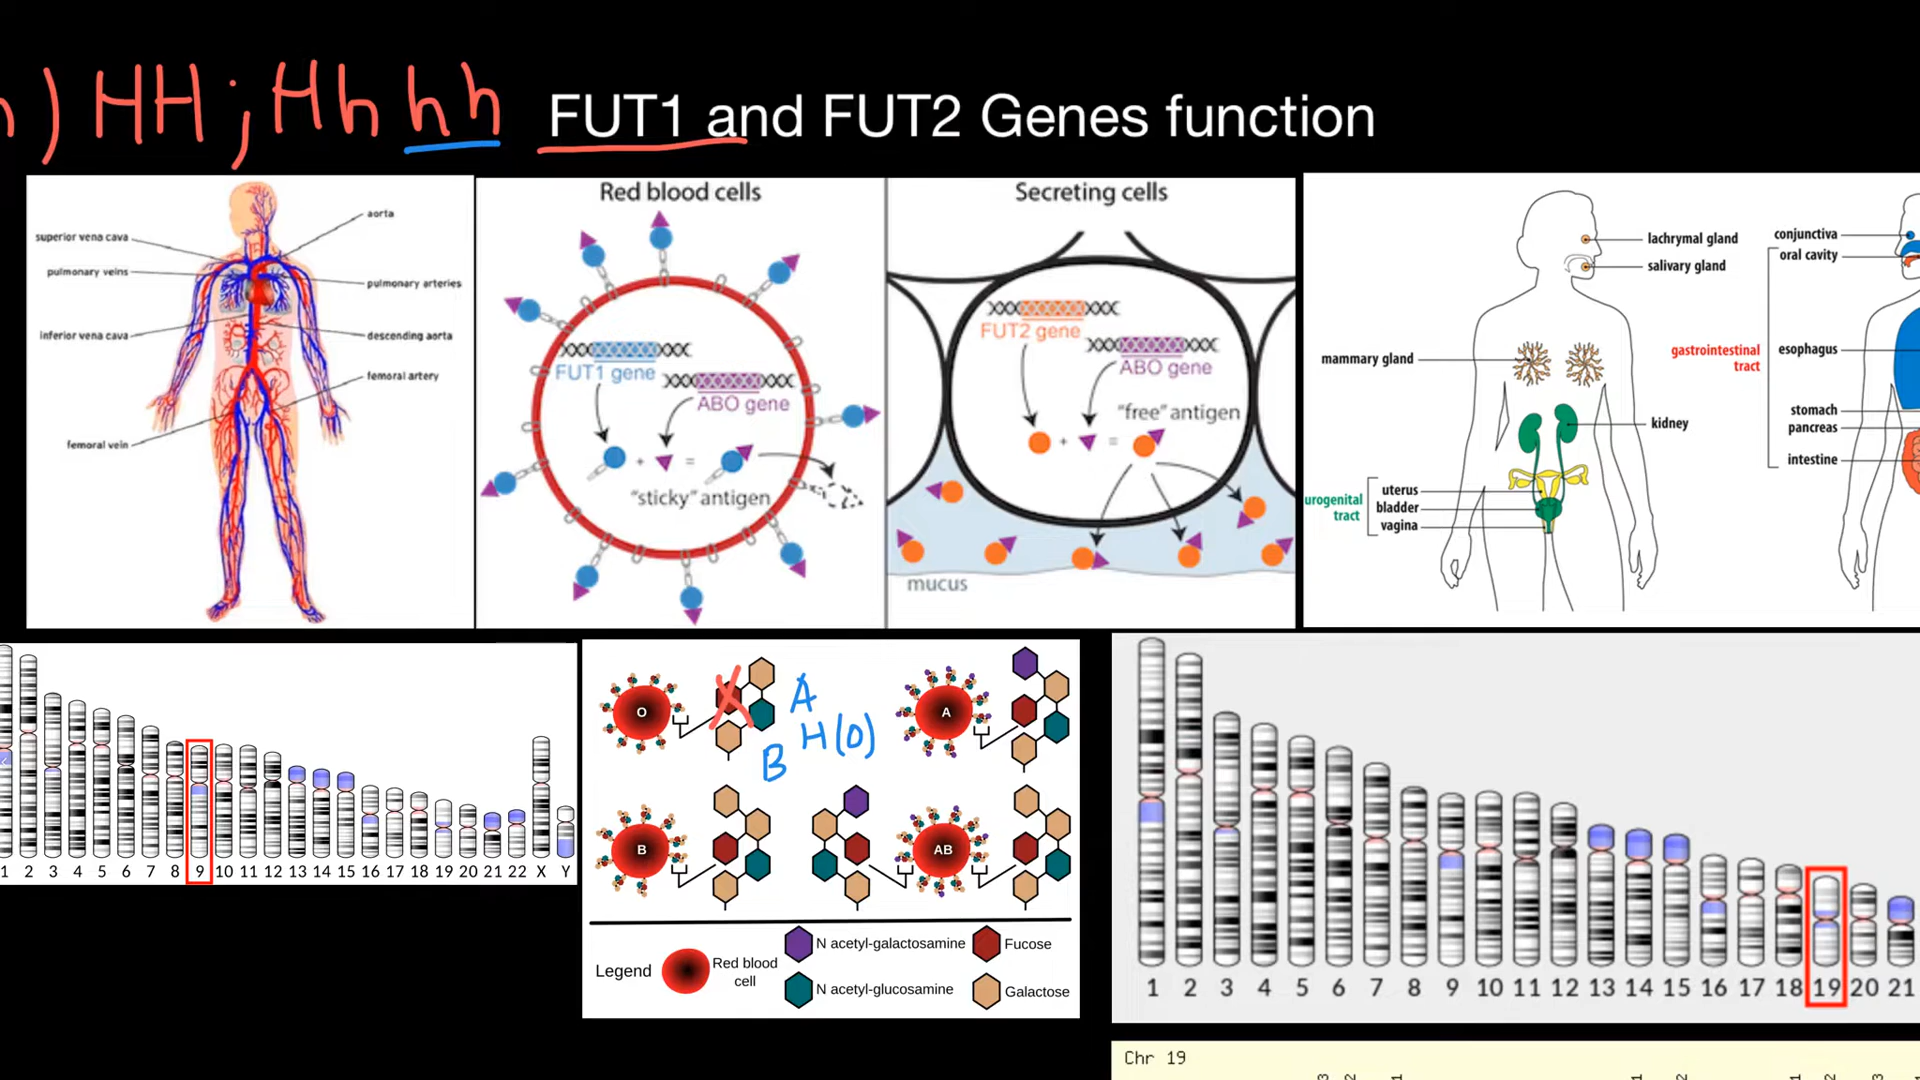 h) HH ; Hh hh
FUT1 and FUT2 Genes function
aorta
superior vena cava
pulmonary veins
pulmonary arteries
inferior vena cava
descending aorta
femoral artery
femoral vein
Red blood cells
FUT1 gene
ABO gene
+ =
"sticky" antigen
Secreting cells
FUT2 gene
ABO gene
"free" antigen
+ =
mucus
lachrymal gland
salivary gland
mammary gland
kidney
urogenital
tract
uterus
bladder
vagina
conjunctiva
oral cavity
gastrointestinal
tract
esophagus
stomach
pancreas
intestine
1 2 3 4 5 6 7 8 9 10 11 12 13 14 15 16 17 18 19 20 21 22 X Y
O
A
H(O)
B
A
B
AB
Legend
Red blood
cell
N acetyl-galactosamine
Fucose
N acetyl-glucosamine
Galactose
1 2 3 4 5 6 7 8 9 10 11 12 13 14 15 16 17 18 19 20 21
Chr 19